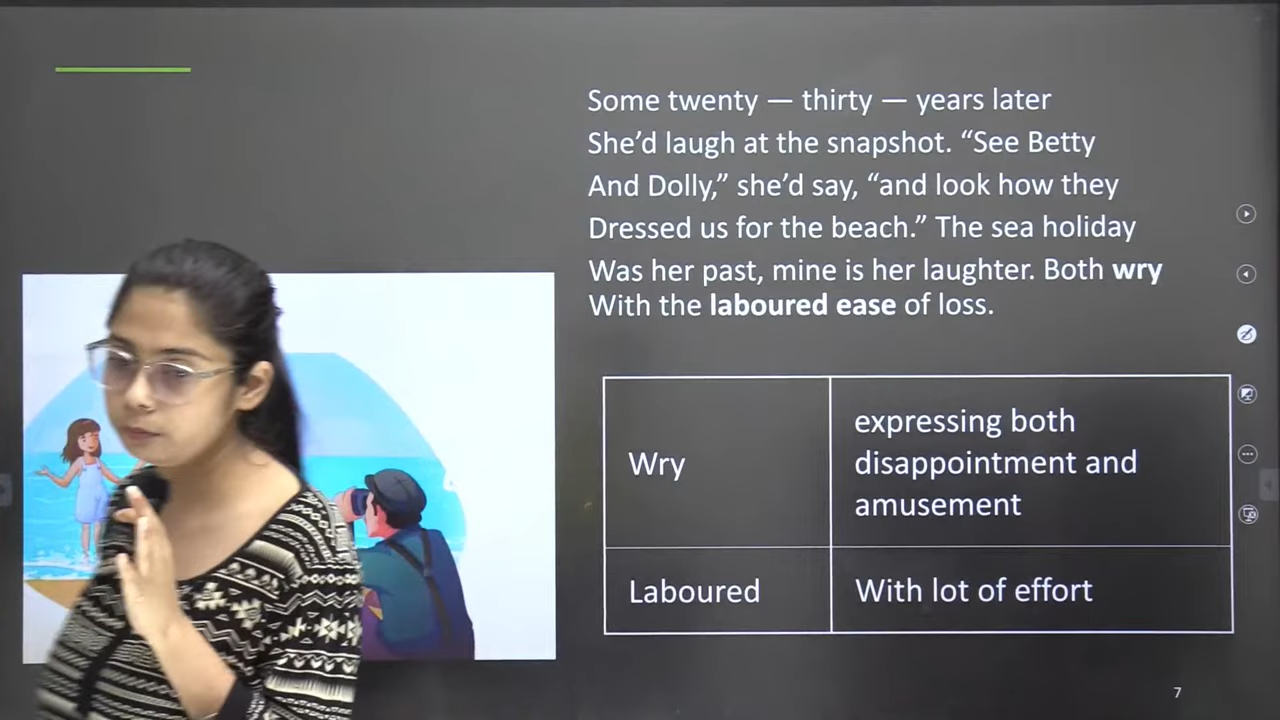 Some twenty — thirty — years later
She’d laugh at the snapshot. “See Betty
And Dolly,” she’d say, “and look how they
Dressed us for the beach.” The sea holiday
Was her past, mine is her laughter. Both wry
With the laboured ease of loss.
Wry
expressing both
disappointment and
amusement
Laboured
With lot of effort
7